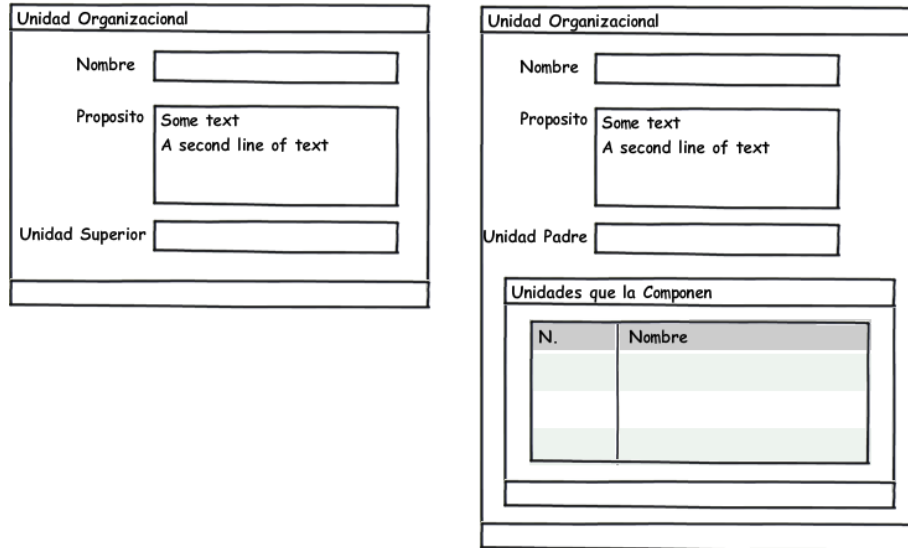 Unidad Organizacional
Nombre
Proposito
Some text
A second line of text
Unidad Superior
Unidad Organizacional
Nombre
Proposito
Some text
A second line of text
Unidad Padre
Unidades que la Componen
N. Nombre